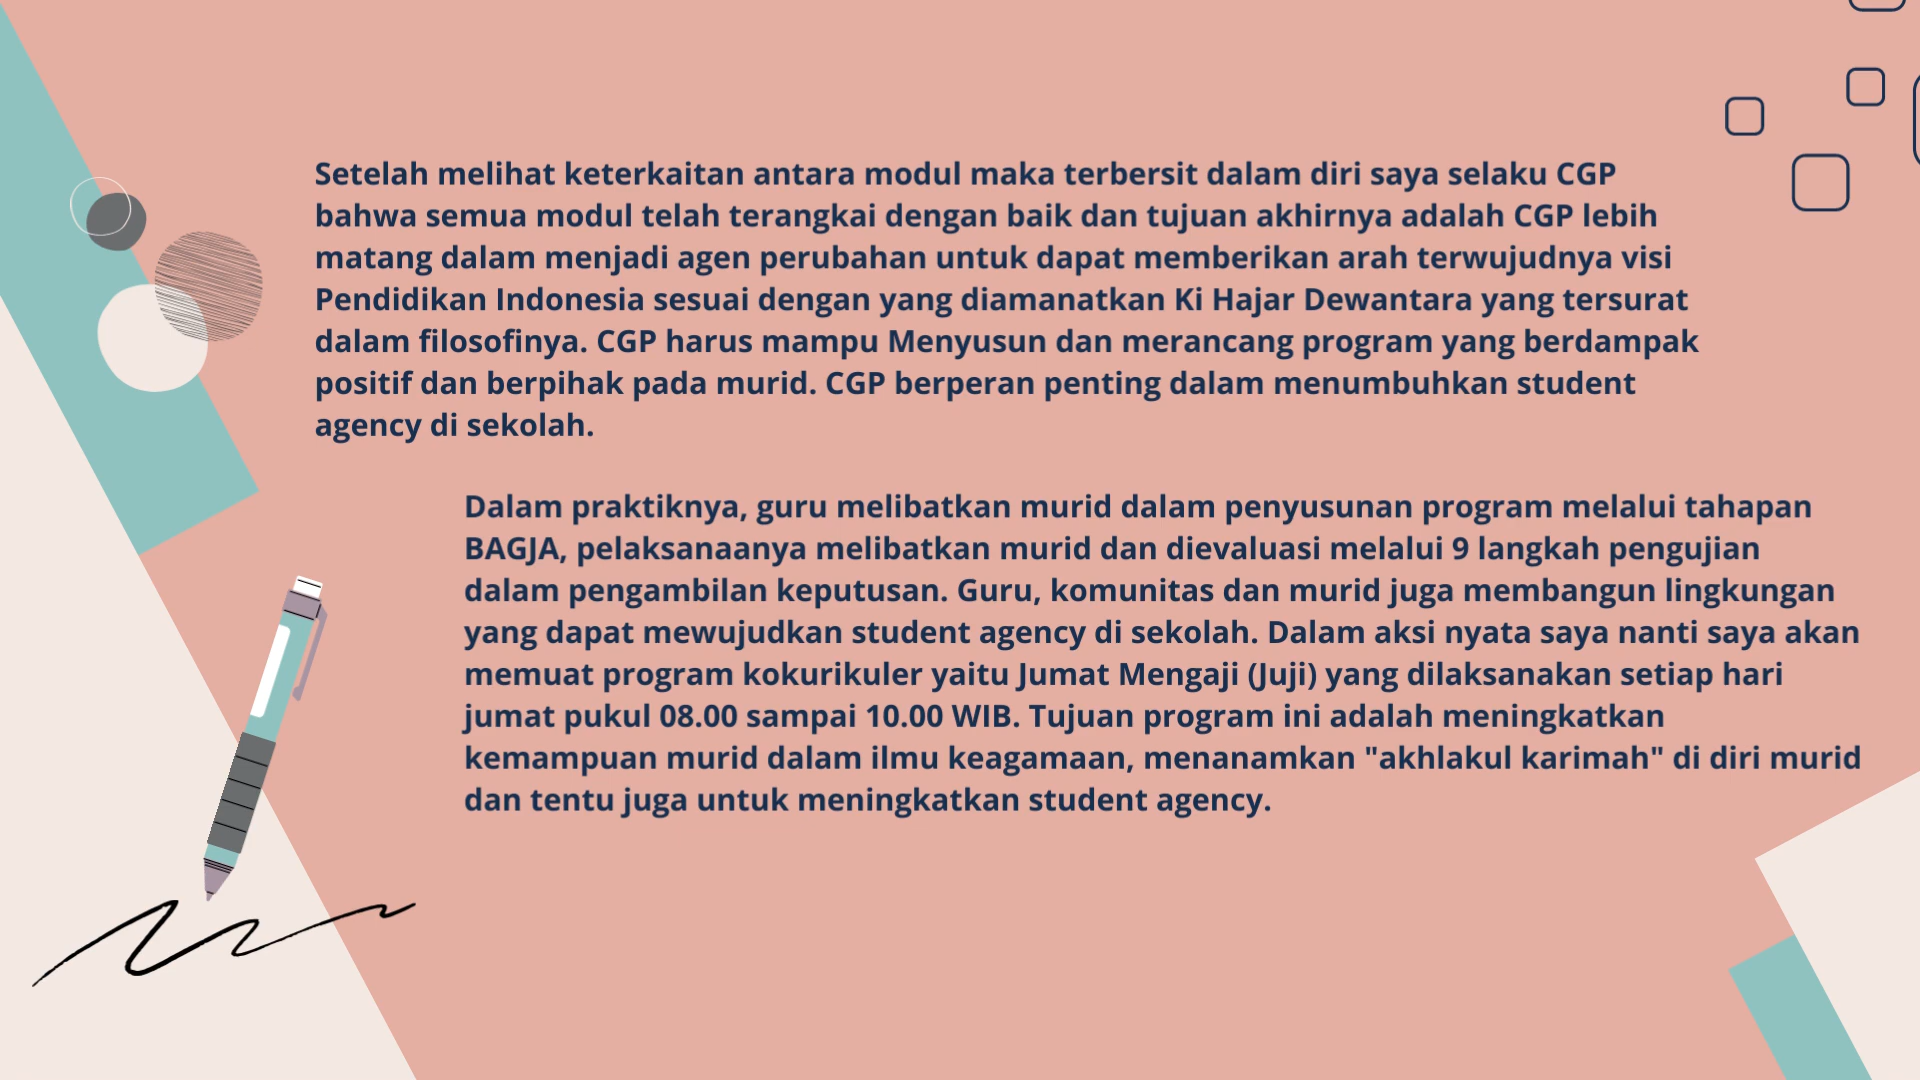 Setelah melihat keterkaitan antara modul maka terbersit dalam diri saya selaku CGP
bahwa semua modul telah terangkai dengan baik dan tujuan akhirnya adalah CGP lebih
matang dalam menjadi agen perubahan untuk dapat memberikan arah terwujudnya visi
Pendidikan Indonesia sesuai dengan yang diamanatkan Ki Hajar Dewantara yang tersurat
dalam filosofinya. CGP harus mampu Menyusun dan merancang program yang berdampak
positif dan berpihak pada murid. CGP berperan penting dalam menumbuhkan student
agency di sekolah.
Dalam praktiknya, guru melibatkan murid dalam penyusunan program melalui tahapan
BAGJA, pelaksanaanya melibatkan murid dan dievaluasi melalui 9 langkah pengujian
dalam pengambilan keputusan. Guru, komunitas dan murid juga membangun lingkungan
yang dapat mewujudkan student agency di sekolah. Dalam aksi nyata saya nanti saya akan
memuat program kokurikuler yaitu Jumat Mengaji (Juji) yang dilaksanakan setiap hari
jumat pukul 08.00 sampai 10.00 WIB. Tujuan program ini adalah meningkatkan
kemampuan murid dalam ilmu keagamaan, menanamkan "akhlakul karimah" di diri murid
dan tentu juga untuk meningkatkan student agency.